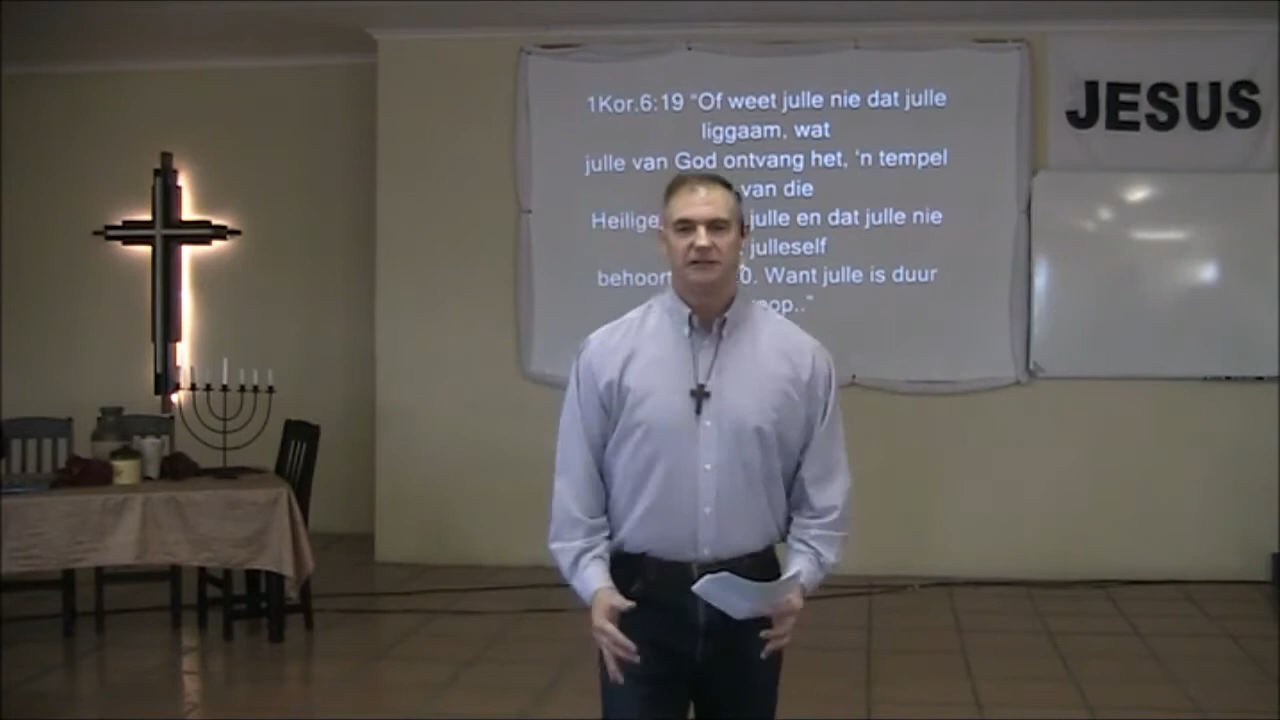 1Kor.6:19 "Of weet julle nie dat julle
liggaam, wat
julle van God ontvang het, 'n tempel
van die
Heilige julle en dat julle nie
julleself
behoort 0. Want julle is duur
.."
JESUS